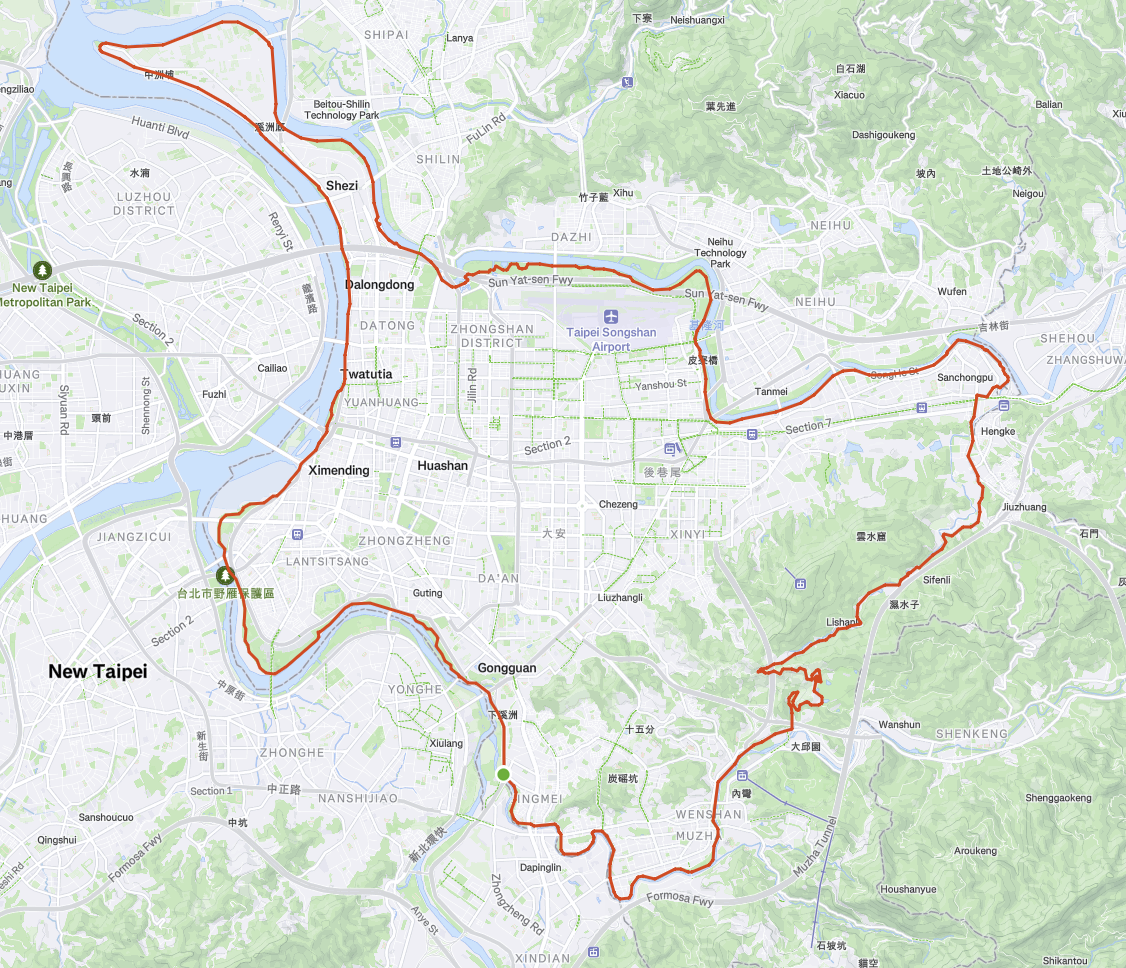 下寮
Neishuangxi
SHIPAI
Lanya
白石湖
Xiacuo
中洲埔
葉先進
Balian
Beitou-Shilin
Technology Park
溪洲底
Huanti Blvd
FuLin Rd
Dashigoukeng
SHILIN
水湳
坡內
土地公崎外
Shezi
竹子藍
Xihu
Neigou
LUZHOU
DISTRICT
Renyi St
DAZHI
NEIHU
Neihu
Technology
Park
New Taipei
Metropolitan Park
Dalongdong
Sun Yat-sen Fwy
Sun Yat-sen Fwy
Wufen
NEIHU
Section 2
DATONG
ZHONGSHAN
DISTRICT
Taipei Songshan
Airport
基隆河
吉林街
SHEHOU
ZHANGSHUWA
HUANG
UXIN
Calliao
Twatutia
Jilin Rd
Yanshou St
SongHe St
Sanchongpu
Siyuan Rd
Shennong St
Fuzhi
YUANHUANG
Tanmei
頭前
中港厝
Section 7
Hengke
Section 2
Ximending
Huashan
後巷尾
HUANG
Chezeng
Jiuzhuang
JIANGZICUI
ZHONGZHENG
大安
XINYI
雲水窟
石門
LANTSITSANG
DA'AN
Sifenli
台北市野雁保護區
Guting
Liuzhangli
濕水子
Section 2
Lishan
New Taipei
Gongguan
中原街
YONGHE
下溪洲
Wanshun
SHENKENG
新生街
ZHONGHE
Xiulang
十五分
大邱園
炭磘坑
內彎
Section 1
中正路
NANSHIJIAO
JINGMEI
Shenggaokeng
Sanshoucuo
WENSHAN
MUZHA
Qingshui
中坑
新北環快
Muzha Tunnel
Aroukeng
Formosa Fwy
Dapinglin
Houshanyue
Formosa Fwy
Zhongzheng Rd
Anye St
石坡坑
XINDIAN
貓空
Shikantou